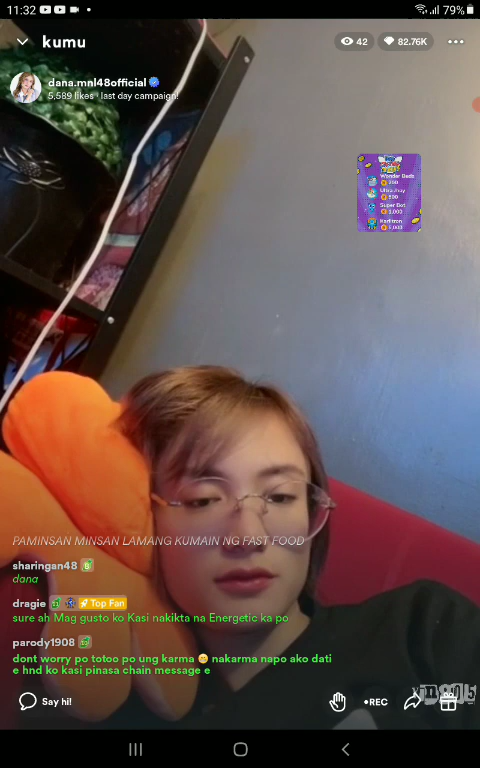 11:32
79%
kumu
42
82.76K
dana.mnl48official
5,589 likes
last day campaign!
Wonder Beds
Super Bot
PAMINSAN MINSAN LAMANG KUMAIN NG FAST FOOD
sharingan48
dana
dragie Top Fan
sure ah Mag gusto ko Kasi nakikta na Energetic ka po
parody1908
dont worry po totoo po ung karma 😁 nakarma napo ako dati
e hnd ko kasi pinasa chain message e
Say hi!
•REC